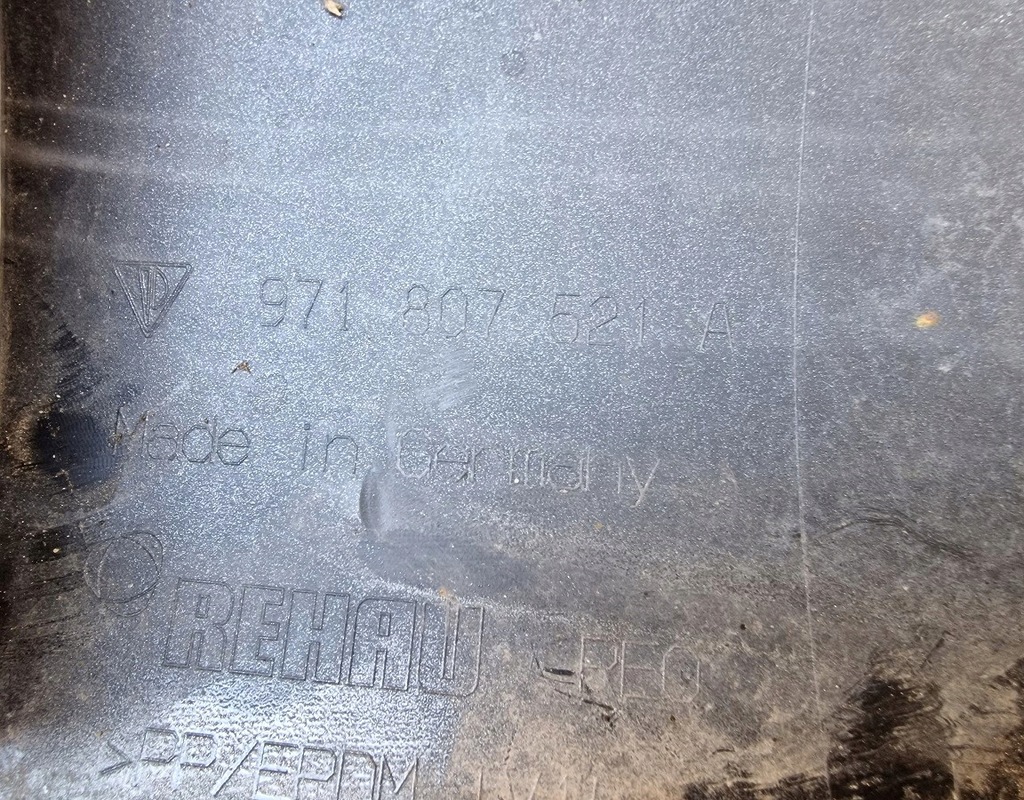 971 807 521 A
Made in Germany
REHAU
>PP/EPDM